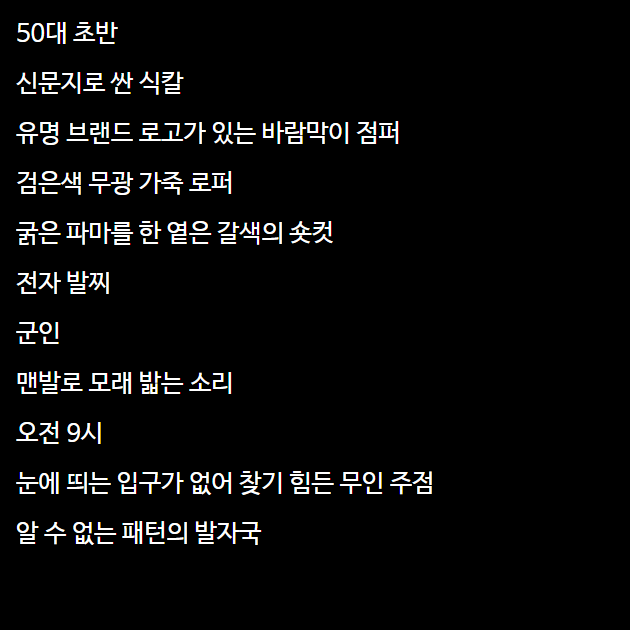 50대 초반
신문지로 싼 식칼
유명 브랜드 로고가 있는 바람막이 점퍼
검은색 무광 가죽 로퍼
굵은 파마를 한 옅은 갈색의 숏컷
전자 발찌
군인
맨발로 모래 밟는 소리
오전 9시
눈에 띄는 입구가 없어 찾기 힘든 무인 주점
알 수 없는 패턴의 발자국